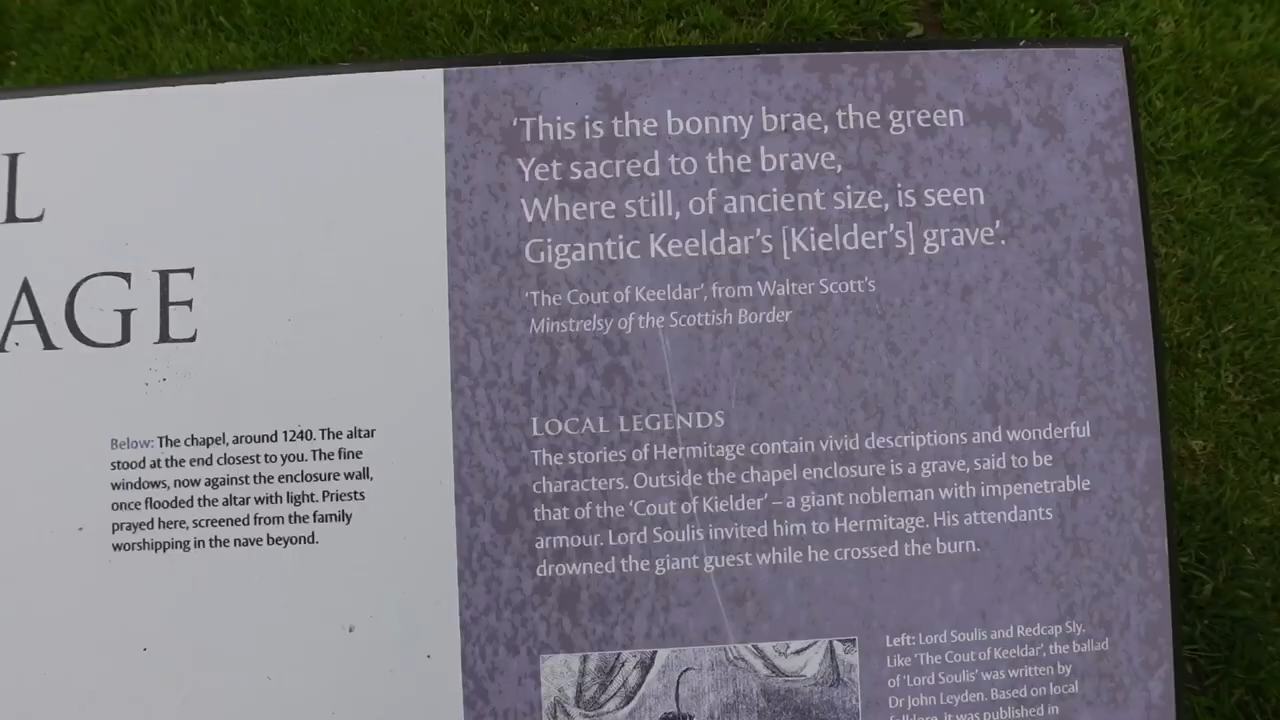 L
AGE
Below: The chapel, around 1240. The altar
stood at the end closest to you. The fine
windows, now against the enclosure wall,
once flooded the altar with light. Priests
prayed here, screened from the family
worshipping in the nave beyond.
‘This is the bonny brae, the green
Yet sacred to the brave,
Where still, of ancient size, is seen
Gigantic Keeldar’s [Kielder’s] grave’.
‘The Cout of Keeldar’, from Walter Scott’s
Minstrelsy of the Scottish Border
LOCAL LEGENDS
The stories of Hermitage contain vivid descriptions and wonderful
characters. Outside the chapel enclosure is a grave, said to be
that of the ‘Cout of Kielder’ – a giant nobleman with impenetrable
armour. Lord Soulis invited him to Hermitage. His attendants
drowned the giant guest while he crossed the burn.
Left: Lord Soulis and Redcap Sly.
Like ‘The Cout of Keeldar’, the ballad
of ‘Lord Soulis’ was written by
Dr John Leyden. Based on local
folklore, it was published in